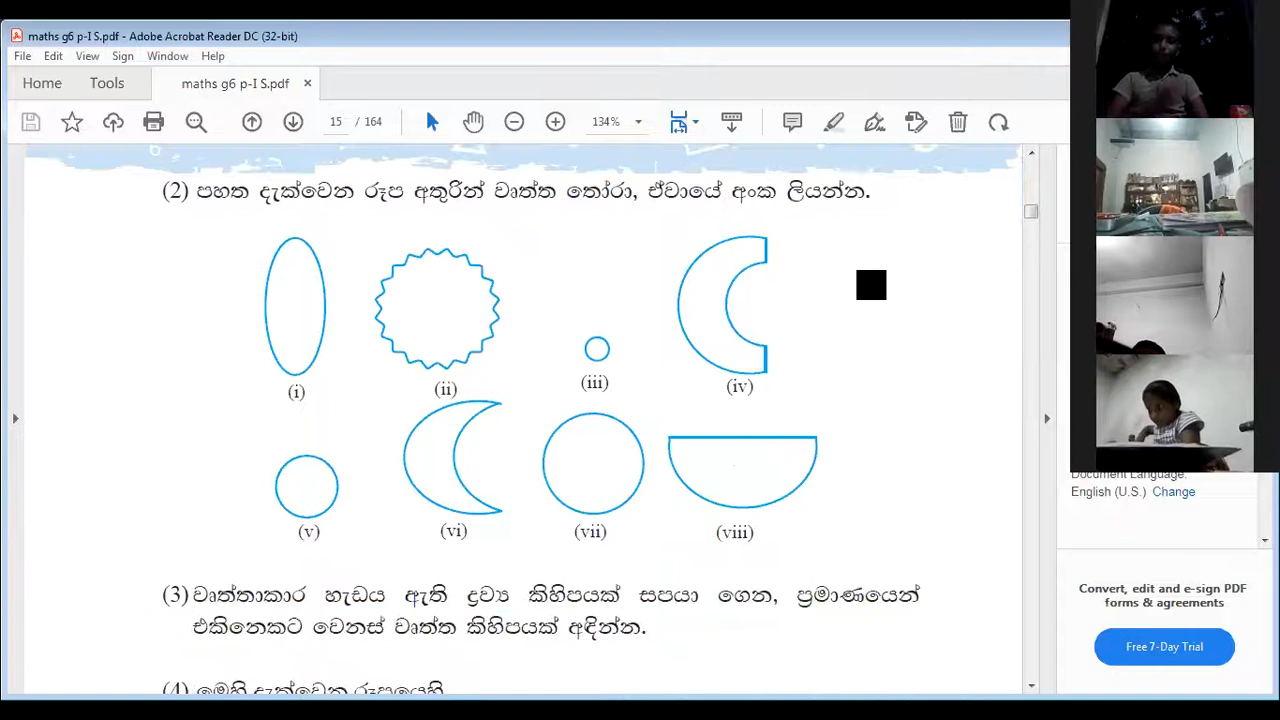 maths g6 p-I S.pdf - Adobe Acrobat Reader DC (32-bit)
File Edit View Sign Window Help
Home Tools maths g6 p-I S.pdf ×
15 / 164 134%
(2) පහත දැක්වෙන රූප අතුරින් වෘත්ත තෝරා, ඒවායේ අංක ලියන්න.
(i) (ii) (iii) (iv)
(v) (vi) (vii) (viii)
(3) වෘත්තාකාර හැඩය ඇති ද්‍රව්‍ය කිහිපයක් සපයා ගෙන, ප්‍රමාණයෙන්
එකිනෙකට වෙනස් වෘත්ත කිහිපයක් අඳින්න.
(4) මෙහි දැක්වෙන රූපයෙහි
Document Language:
English (U.S.) Change
Convert, edit and e-sign PDF
forms & agreements
Free 7-Day Trial